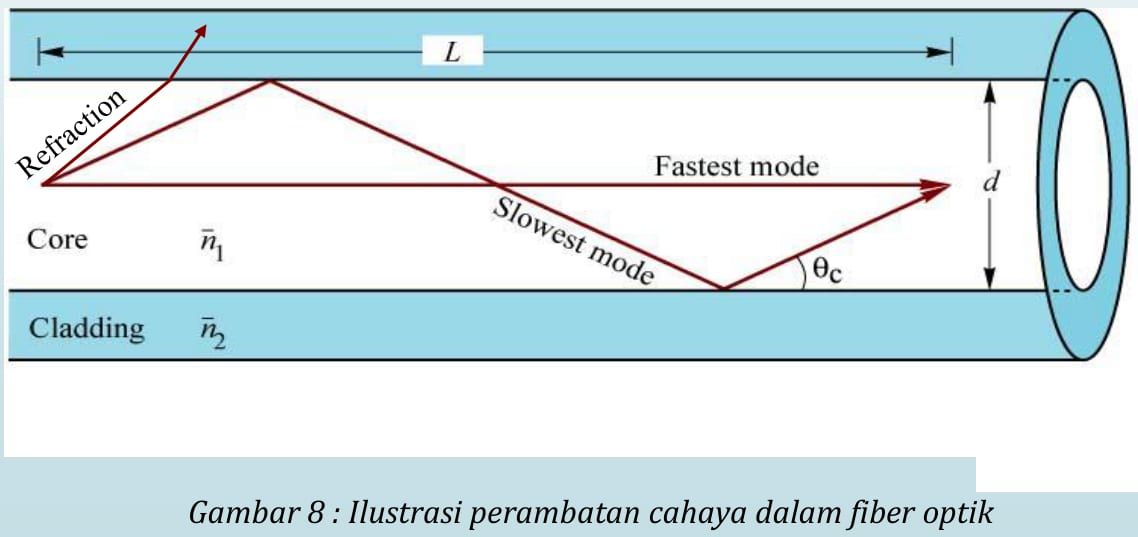 L
Refraction
Fastest mode
d
Slowest mode
Core n̄₁
θc
Cladding n̄₂
Gambar 8 : Ilustrasi perambatan cahaya dalam fiber optik